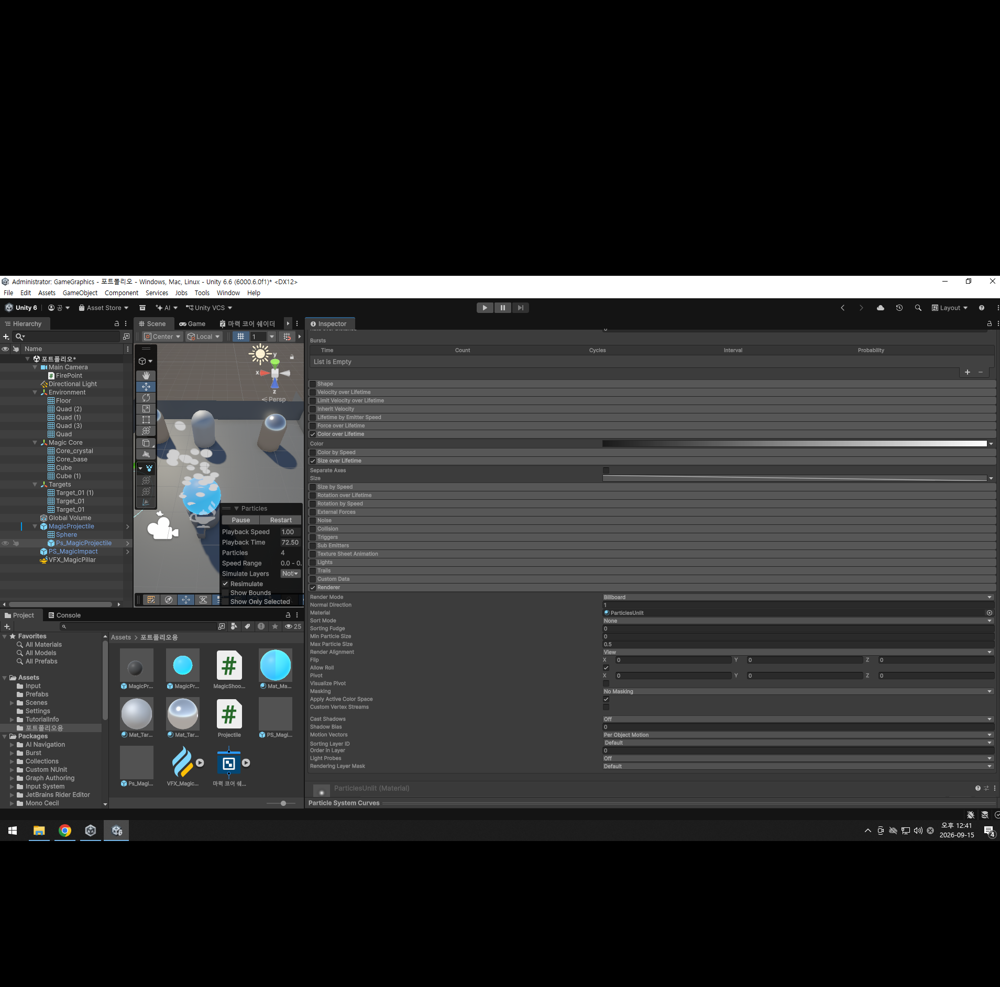 Administrator: GameGraphics - 포트폴리오 - Windows, Mac, Linux - Unity 6.6 (6000.6.0f1)* <DX12>
File Edit Assets GameObject Component Services Jobs Tools Window Help
Unity 6 공 Asset Store AI Unity VCS Layout
Hierarchy
Name
포트폴리오*
Main Camera
FirePoint
Directional Light
Environment
Floor
Quad (2)
Quad (1)
Quad (3)
Quad
Magic Core
Core_crystal
Core_base
Cube
Cube (1)
Targets
Target_01 (1)
Target_01
Target_01
Global Volume
MagicProjectile
Sphere
Ps_MagicProjectile
PS_MagicImpact
VFX_MagicPillar
Scene Game 마력 코어 쉐이더
Center Local 1
y
x
z
Persp
Particles
Pause Restart
Playback Speed 1.00
Playback Time 72.50
Particles 4
Speed Range 0.0 - 0.
Simulate Layers Not
Resimulate
Show Bounds
Show Only Selected
Inspector
Bursts
Time Count Cycles Interval Probability
List is Empty
Shape
Velocity over Lifetime
Limit Velocity over Lifetime
Inherit Velocity
Lifetime by Emitter Speed
Force over Lifetime
Color over Lifetime
Color
Color by Speed
Size over Lifetime
Separate Axes
Size
Size by Speed
Rotation over Lifetime
Rotation by Speed
External Forces
Noise
Collision
Triggers
Sub Emitters
Texture Sheet Animation
Lights
Trails
Custom Data
Renderer
Render Mode Billboard
Normal Direction 1
Material ParticlesUnlit
Sort Mode None
Sorting Fudge 0
Min Particle Size 0
Max Particle Size 0.5
Render Alignment View
Flip X 0 Y 0 Z 0
Allow Roll
Pivot X 0 Y 0 Z 0
Visualize Pivot
Masking No Masking
Apply Active Color Space
Custom Vertex Streams
Cast Shadows Off
Shadow Bias 0
Motion Vectors Per Object Motion
Sorting Layer ID Default
Order in Layer 0
Light Probes Off
Rendering Layer Mask Default
ParticlesUnlit (Material)
Particle System Curves
Project Console
25
Favorites
All Materials
All Models
All Prefabs
Assets
Input
Prefabs
Scenes
Settings
TutorialInfo
포트폴리오용
Packages
AI Navigation
Burst
Collections
Custom NUnit
Graph Authoring
Input System
JetBrains Rider Editor
Mono Cecil
Assets > 포트폴리오용
MagicPr... MagicPr... MagicShoo... Mat_Ma...
Mat_Tar... Mat_Tar... Projectile PS_Magi...
Ps_Magi... VFX_Magic... 마력 코어 쉐...
오후 12:41
2026-09-15
4